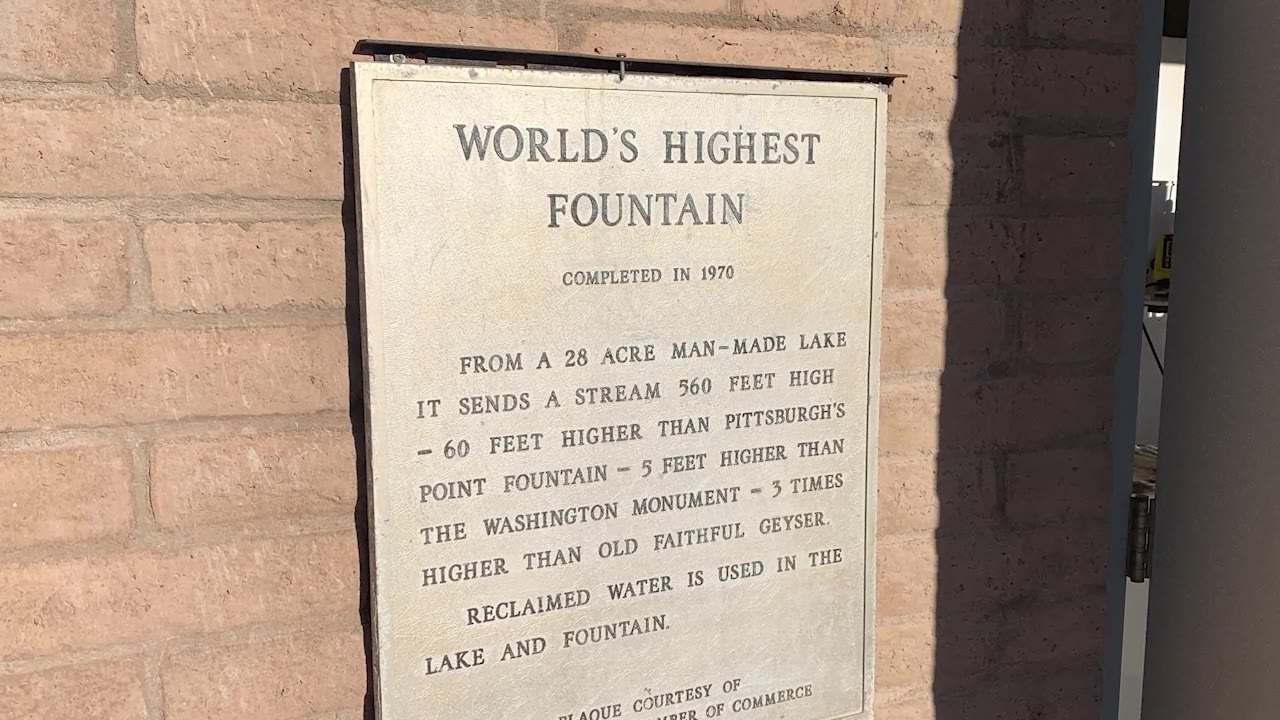 WORLD'S HIGHEST
FOUNTAIN
COMPLETED IN 1970
FROM A 28 ACRE MAN-MADE LAKE
IT SENDS A STREAM 560 FEET HIGH
- 60 FEET HIGHER THAN PITTSBURGH'S
POINT FOUNTAIN - 5 FEET HIGHER THAN
THE WASHINGTON MONUMENT - 3 TIMES
HIGHER THAN OLD FAITHFUL GEYSER.
RECLAIMED WATER IS USED IN THE
LAKE AND FOUNTAIN.
PLAQUE COURTESY OF
OF COMMERCE